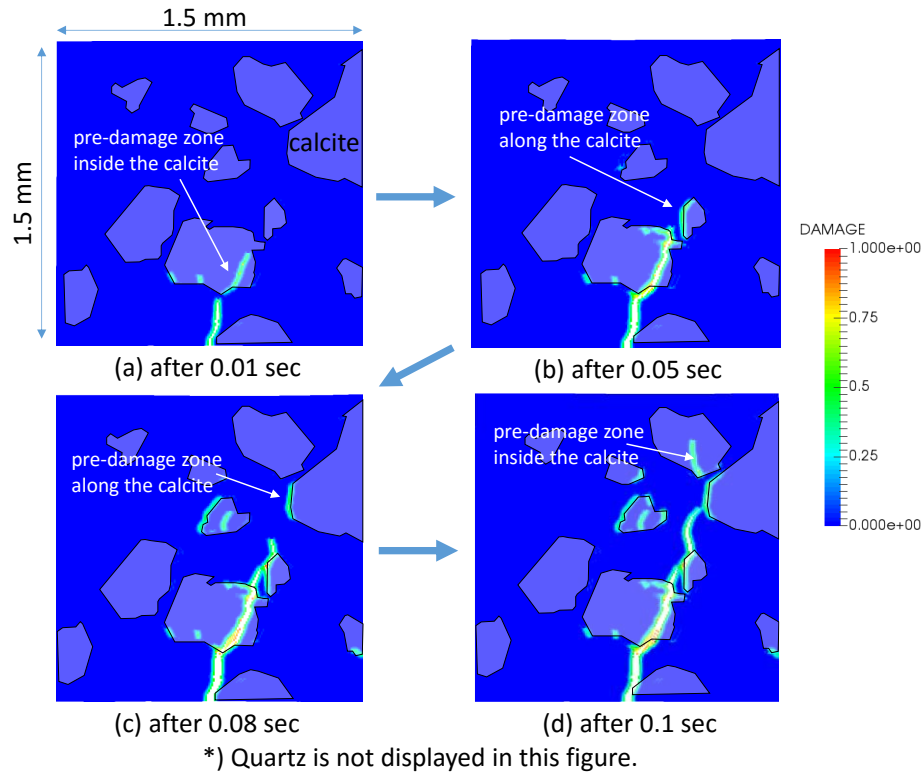 1.5 mm
1.5 mm
calcite
pre-damage zone
inside the calcite
pre-damage zone
along the calcite
(a) after 0.01 sec
(b) after 0.05 sec
DAMAGE
1.000e+00
0.75
0.5
0.25
0.000e+00
pre-damage zone
along the calcite
pre-damage zone
inside the calcite
(c) after 0.08 sec
(d) after 0.1 sec
*) Quartz is not displayed in this figure.